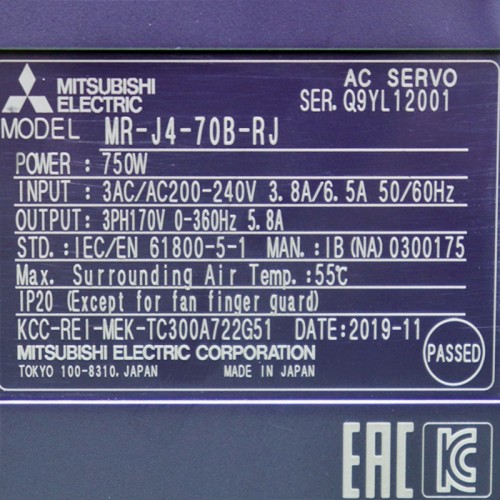 MITSUBISHI
ELECTRIC
AC SERVO
SER. Q9YL12001
MODEL MR-J4-70B-RJ
POWER : 750W
INPUT : 3AC/AC200-240V 3.8A/6.5A 50/60Hz
OUTPUT: 3PH170V 0-360Hz 5.8A
STD. : IEC/EN 61800-5-1 MAN. : IB(NA)0300175
Max. Surrounding Air Temp. : 55℃
IP20 (Except for fan finger guard)
KCC-REI-MEK-TC300A722G51 DATE:2019-11
MITSUBISHI ELECTRIC CORPORATION
TOKYO 100-8310, JAPAN MADE IN JAPAN
PASSED
EAC